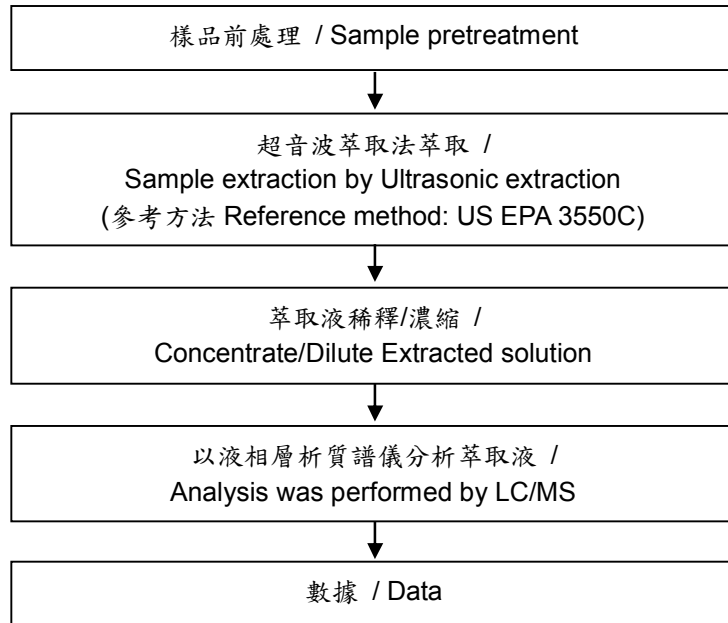 樣品前處理 / Sample pretreatment
超音波萃取法萃取 /
Sample extraction by Ultrasonic extraction
(參考方法 Reference method: US EPA 3550C)
萃取液稀釋/濃縮 /
Concentrate/Dilute Extracted solution
以液相層析質譜儀分析萃取液 /
Analysis was performed by LC/MS
數據 / Data